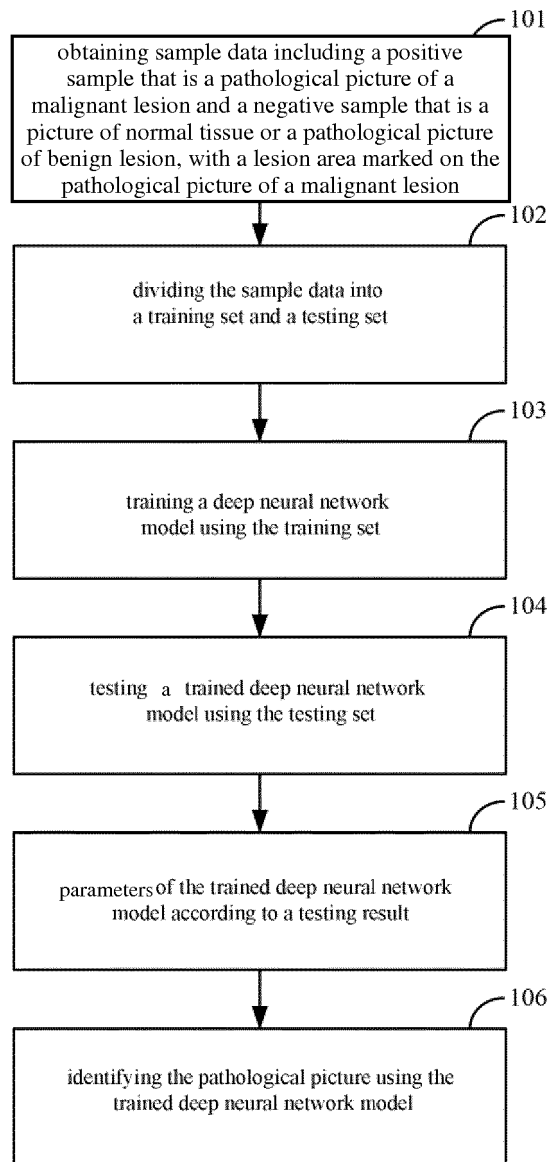 101
obtaining sample data including a positive
sample that is a pathological picture of a
malignant lesion and a negative sample that is a
picture of normal tissue or a pathological picture
of benign lesion, with a lesion area marked on the
pathological picture of a malignant lesion
102
dividing the sample data into
a training set and a testing set
103
training a deep neural network
model using the training set
104
testing a trained deep neural network
model using the testing set
105
parameters of the trained deep neural network
model according to a testing result
106
identifying the pathological picture using the
trained deep neural network model